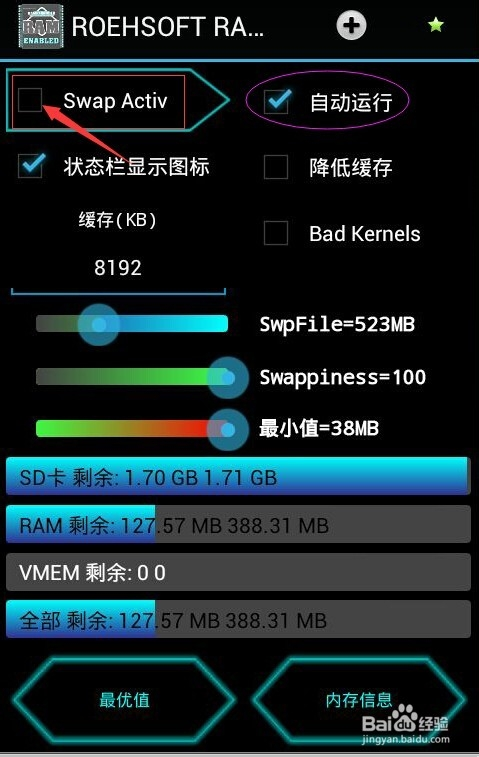 RAM
ENABLED
ROEHSOFT RA...
Swap Activ
自动运行
状态栏显示图标
降低缓存
缓存(KB)
Bad Kernels
8192
SwpFile=523MB
Swappiness=100
最小值=38MB
SD卡 剩余: 1.70 GB 1.71 GB
RAM 剩余: 127.57 MB 388.31 MB
VMEM 剩余: 0 0
全部 剩余: 127.57 MB 388.31 MB
最优值
内存信息
Baidu经验
jingyan.baidu.com